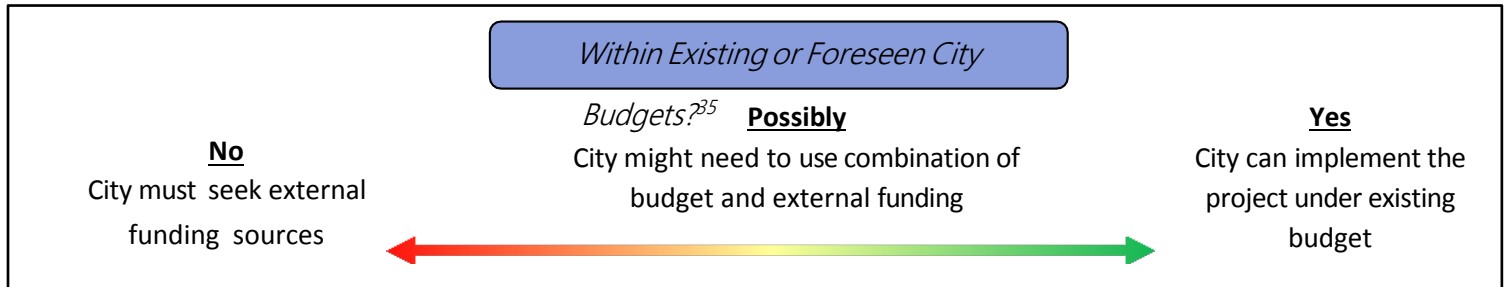 Within Existing or Foreseen City
Budgets?35
No
City must seek external
funding sources
Possibly
City might need to use combination of
budget and external funding
Yes
City can implement the
project under existing
budget